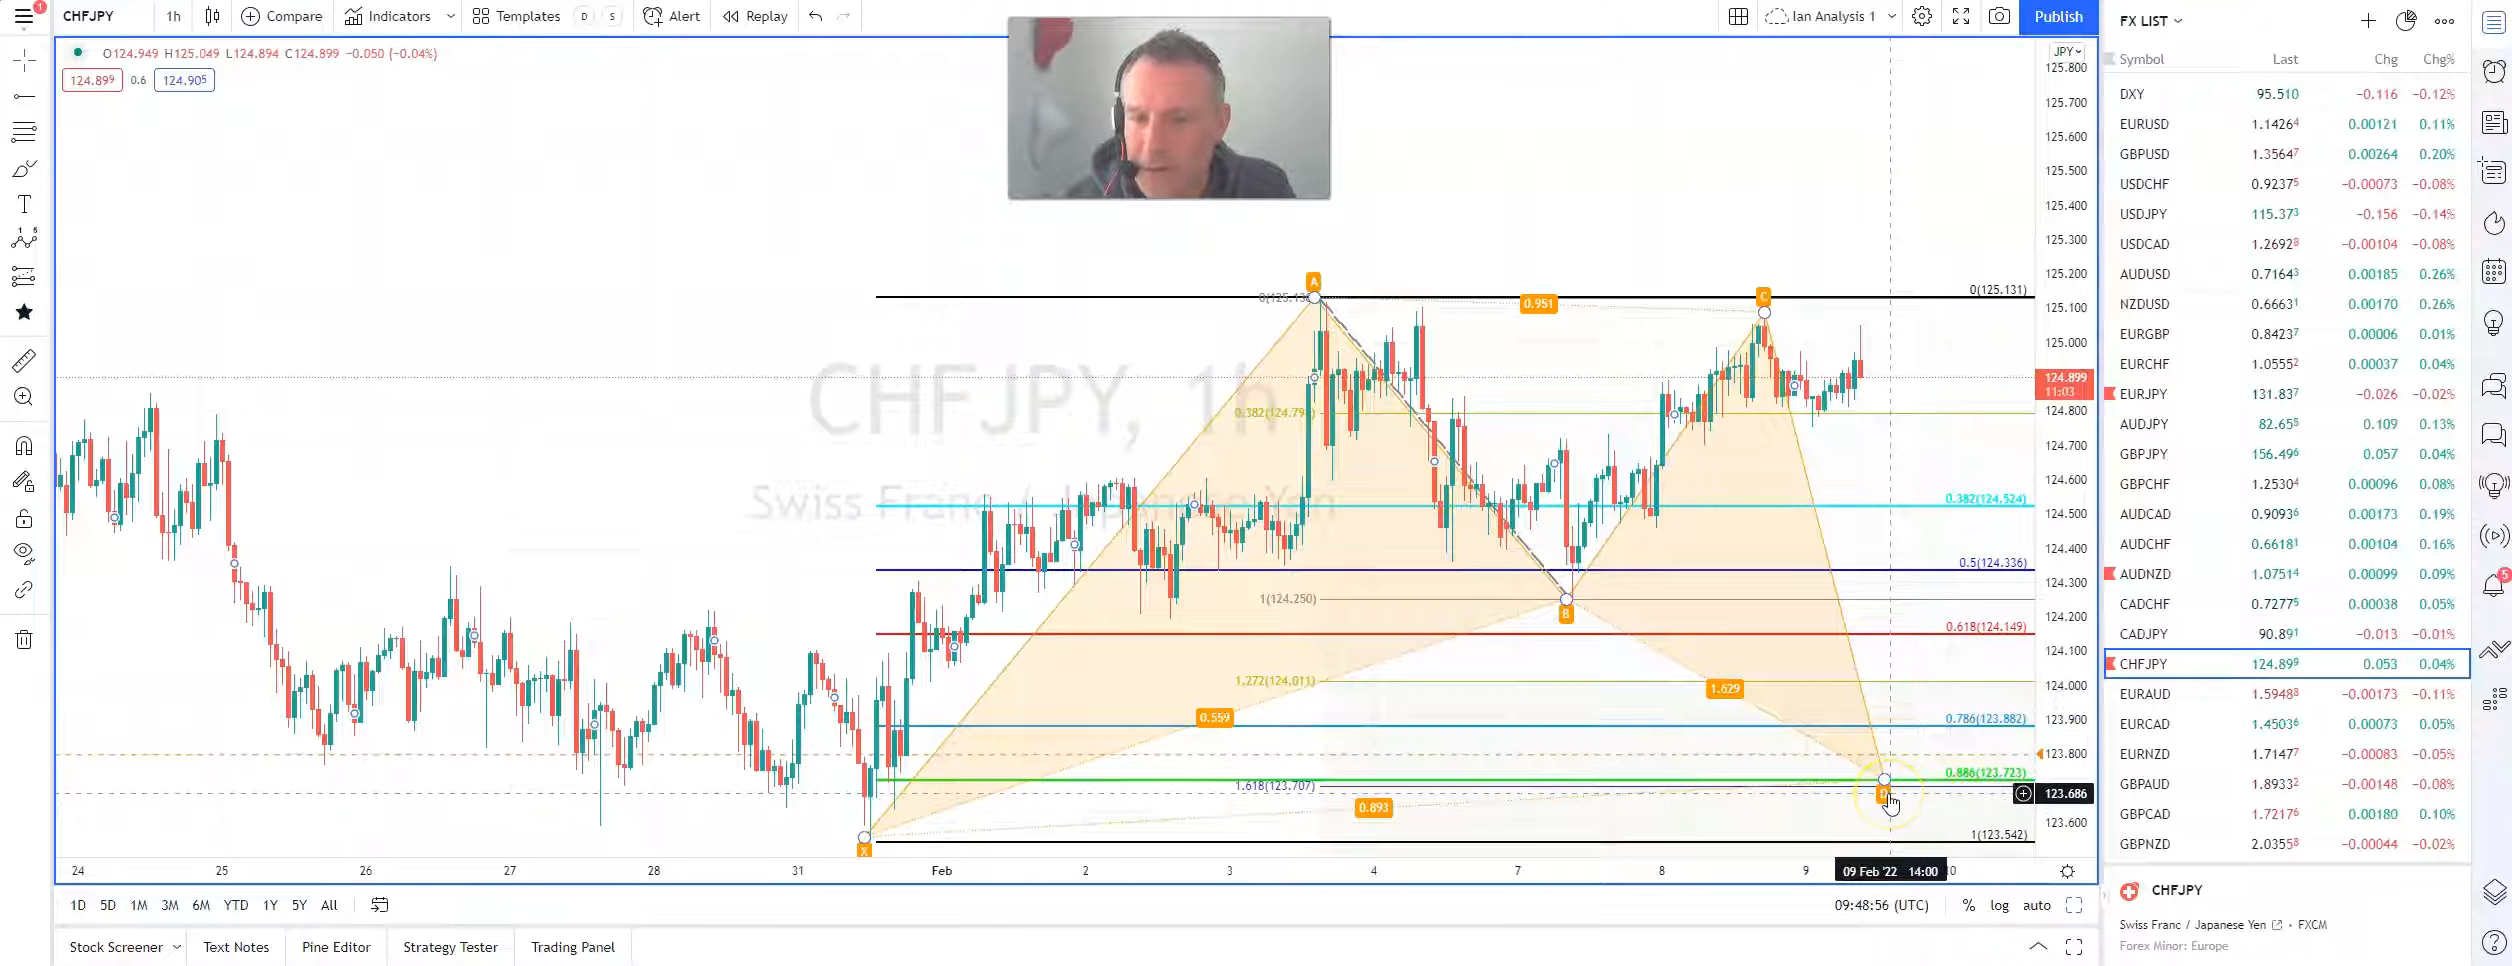 CHFJPY 1h Compare Indicators Templates D S Alert Replay Ian Analysis 1 Publish
1
O124.949 H125.049 L124.894 C124.899 −0.050 (−0.04%)
124.899 0.6 124.905
CHFJPY, 1h
Swiss Franc / Japanese Yen
JPY
125.800
125.700
125.600
125.500
125.400
125.300
125.200
125.100
125.000
124.899
11:03
124.800
124.700
124.600
124.500
124.400
124.300
124.200
124.100
124.000
123.900
123.800
123.686
123.600
A
C
0.951
0(125.131)
0.382(124.79
0.382(124.524)
0.5(124.336)
1(124.250)
B
0.618(124.149)
1.272(124.011)
1.629
0.559
0.786(123.882)
0.886(123.723)
1.618(123.707)
D
0.893
1(123.542)
X
24 25 26 27 28 31 Feb 2 3 4 7 8 9 09 Feb '22 14:00 10
1D 5D 1M 3M 6M YTD 1Y 5Y All
09:48:56 (UTC) % log auto
Stock Screener Text Notes Pine Editor Strategy Tester Trading Panel
FX LIST
Symbol Last Chg Chg%
DXY 95.510 −0.116 −0.12%
EURUSD 1.14264 0.00121 0.11%
GBPUSD 1.35647 0.00264 0.20%
USDCHF 0.92375 −0.00073 −0.08%
USDJPY 115.373 −0.156 −0.14%
USDCAD 1.26928 −0.00104 −0.08%
AUDUSD 0.71643 0.00185 0.26%
NZDUSD 0.66631 0.00170 0.26%
EURGBP 0.84237 0.00006 0.01%
EURCHF 1.05552 0.00037 0.04%
EURJPY 131.837 −0.026 −0.02%
AUDJPY 82.655 0.109 0.13%
GBPJPY 156.496 0.057 0.04%
GBPCHF 1.25304 0.00096 0.08%
AUDCAD 0.90936 0.00173 0.19%
AUDCHF 0.66181 0.00104 0.16%
AUDNZD 1.07514 0.00099 0.09%
CADCHF 0.72775 0.00038 0.05%
CADJPY 90.891 −0.013 −0.01%
CHFJPY 124.899 0.053 0.04%
EURAUD 1.59488 −0.00173 −0.11%
EURCAD 1.45036 0.00073 0.05%
EURNZD 1.71477 −0.00083 −0.05%
GBPAUD 1.89332 −0.00148 −0.08%
GBPCAD 1.72176 0.00180 0.10%
GBPNZD 2.03558 −0.00044 −0.02%
CHFJPY
Swiss Franc / Japanese Yen • FXCM
Forex Minor: Europe
5